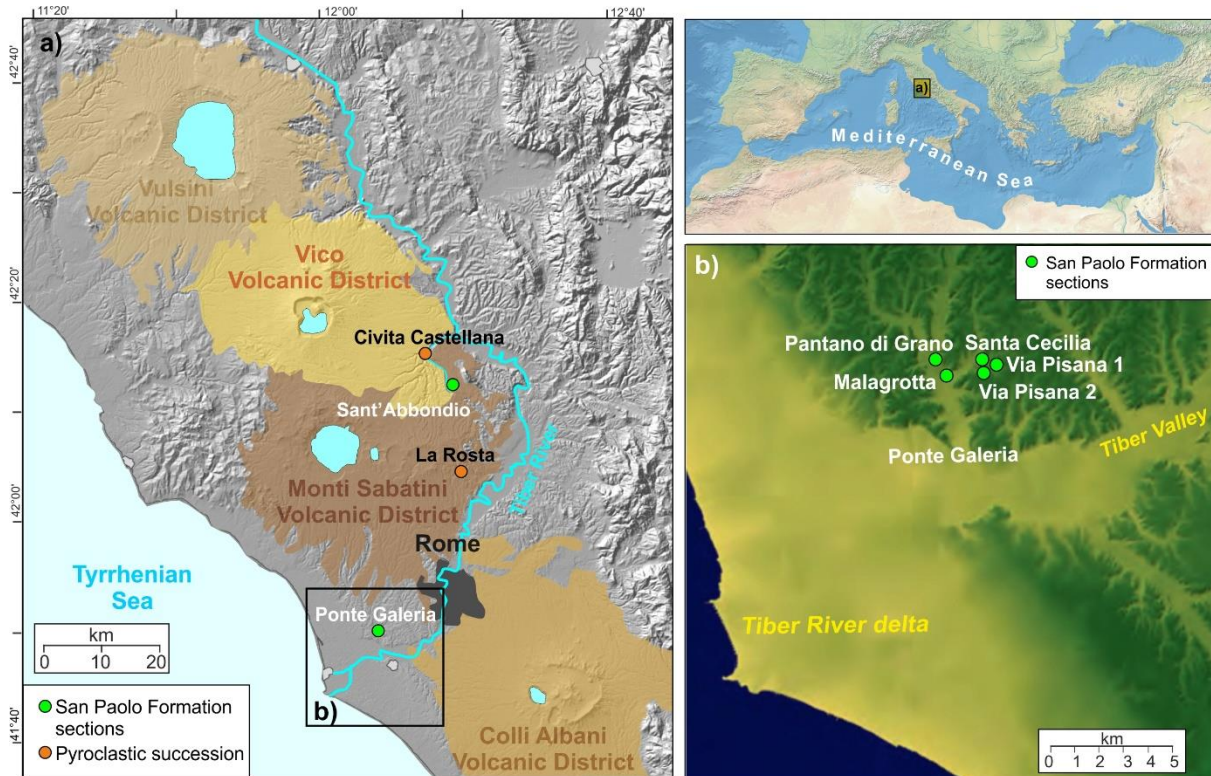 11°20'
12°00'
12°40'
a)
42°40'
42°20'
42°00'
41°40'
Vulsini
Volcanic District
Vico
Volcanic District
Civita Castellana
Sant'Abbondio
La Rosta
Monti Sabatini
Volcanic District
Tiber River
Rome
Tyrrhenian
Sea
Ponte Galeria
km
0 10 20
b)
Colli Albani
Volcanic District
San Paolo Formation
sections
Pyroclastic succession
a)
Mediterranean Sea
b)
San Paolo Formation
sections
Pantano di Grano
Santa Cecilia
Via Pisana 1
Malagrotta
Via Pisana 2
Tiber Valley
Ponte Galeria
Tiber River delta
km
0 1 2 3 4 5